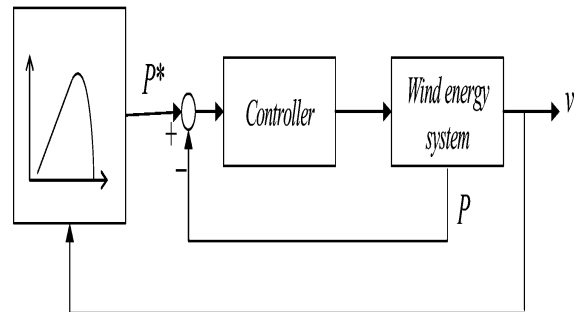 P*
+
−
Controller
Wind energy
system
v
P